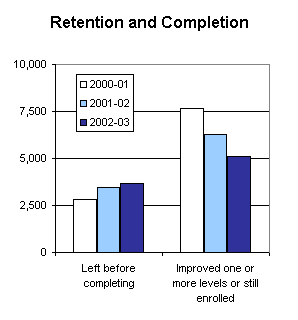 Retention and Completion
10,000
7,500
5,000
2,500
0
2000-01
2001-02
2002-03
Left before
completing
Improved one or
more levels or still
enrolled